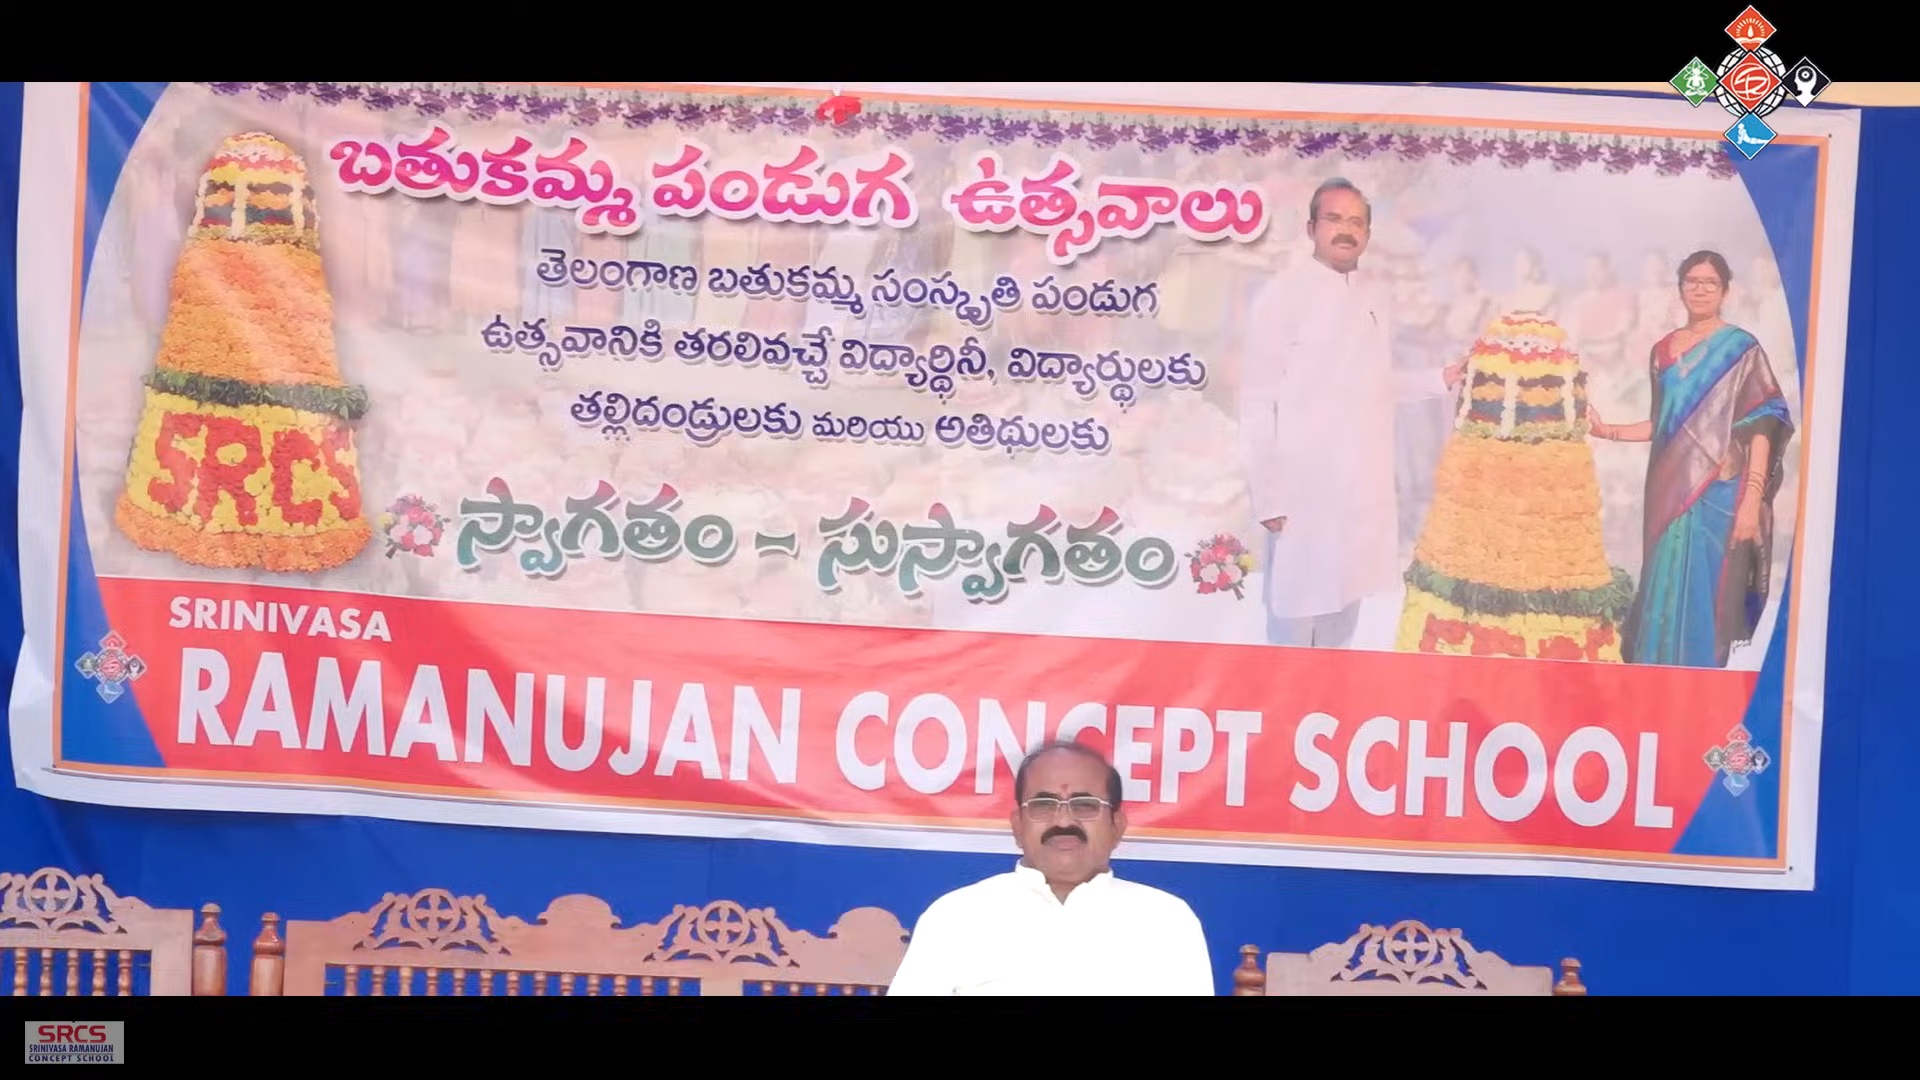 బతుకమ్మ పండుగ ఉత్సవాలు
తెలంగాణ బతుకమ్మ సంస్కృతి పండుగ
ఉత్సవానికి తరలివచ్చే విద్యార్థినీ, విద్యార్థులకు
తల్లిదండ్రులకు మరియు అతిథులకు
స్వాగతం - సుస్వాగతం
SRCS
SRINIVASA
RAMANUJAN CONCEPT SCHOOL
SRCS
SRINIVASA RAMANUJAN
CONCEPT SCHOOL